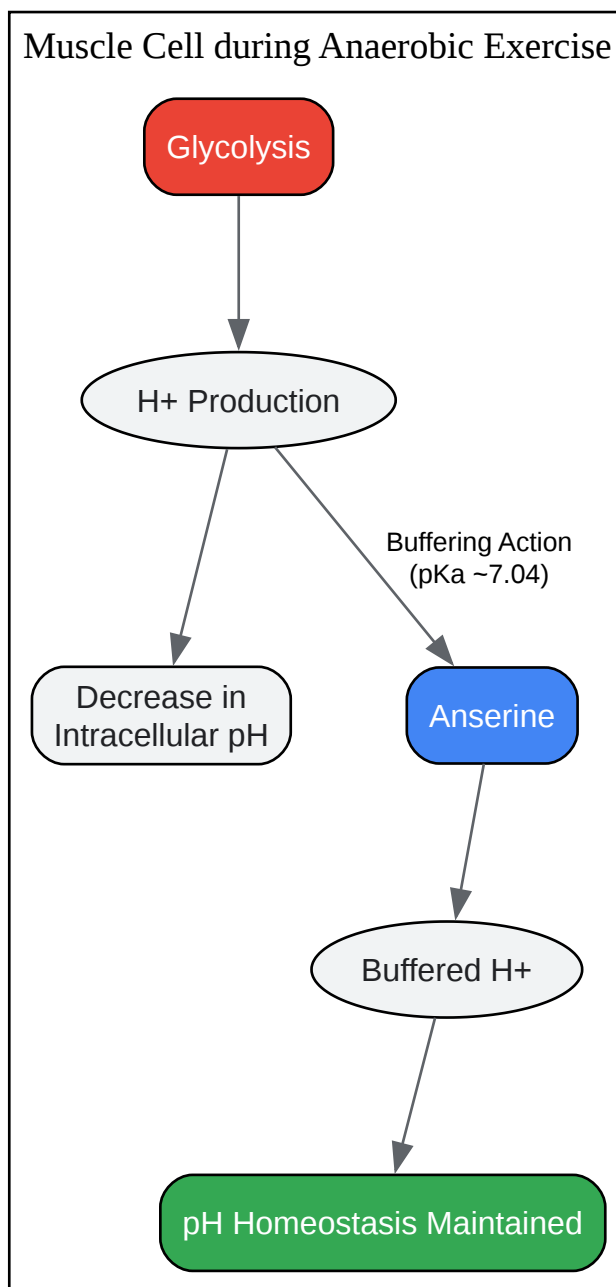 Muscle Cell during Anaerobic Exercise
Glycolysis
H+ Production
Buffering Action
(pKa ~7.04)
Decrease in
Intracellular pH
Anserine
Buffered H+
pH Homeostasis Maintained